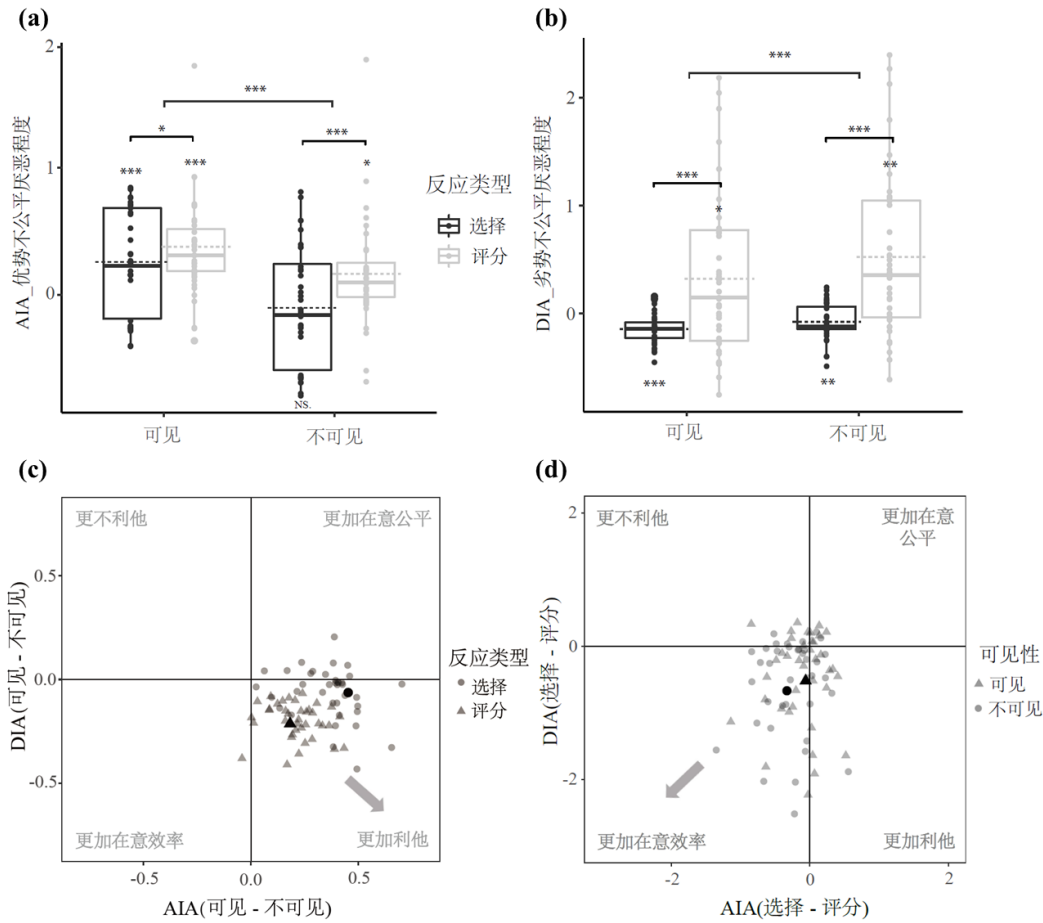 (a)
2
1
0
AIA_优势不公平厌恶程度
***
*
***
***
***
*
NS.
可见
不可见
反应类型
选择
评分
(b)
2
1
0
DIA_劣势不公平厌恶程度
***
***
***
*
**
***
**
可见
不可见
(c)
更不利他
更加在意公平
0.5
0.0
-0.5
DIA(可见 - 不可见)
更加在意效率
更加利他
-0.5
0.0
0.5
AIA(可见 - 不可见)
反应类型
选择
评分
(d)
更不利他
更加在意
公平
2
0
-2
DIA(选择 - 评分)
更加在意效率
更加利他
-2
0
2
AIA(选择 - 评分)
可见性
可见
不可见